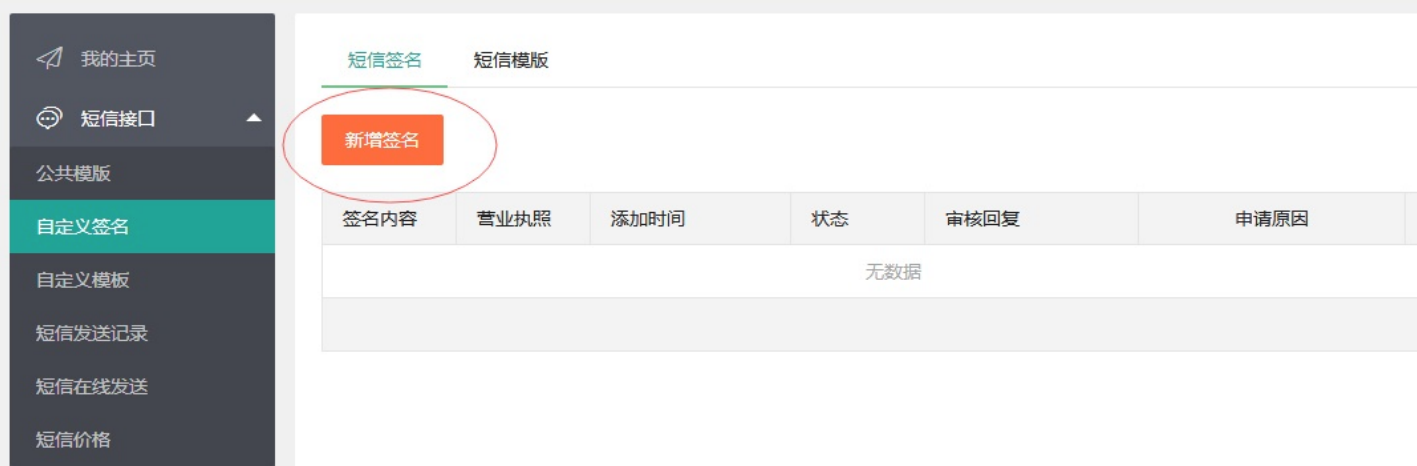 我的主页
短信接口
公共模版
自定义签名
自定义模板
短信发送记录
短信在线发送
短信价格
短信签名 短信模版
新增签名
签名内容 营业执照 添加时间 状态 审核回复 申请原因
无数据